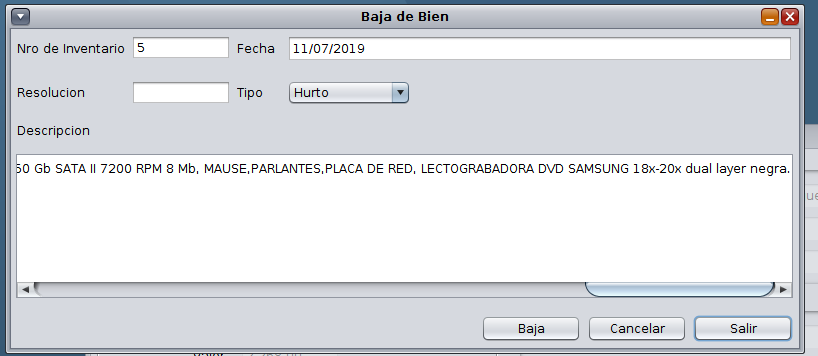 Baja de Bien
Nro de Inventario 5 Fecha 11/07/2019
Resolucion Tipo Hurto
Descripcion
Gb SATA II 7200 RPM 8 Mb, MAUSE,PARLANTES,PLACA DE RED, LECTOGRABADORA DVD SAMSUNG 18x-20x dual layer negra.
Baja Cancelar Salir